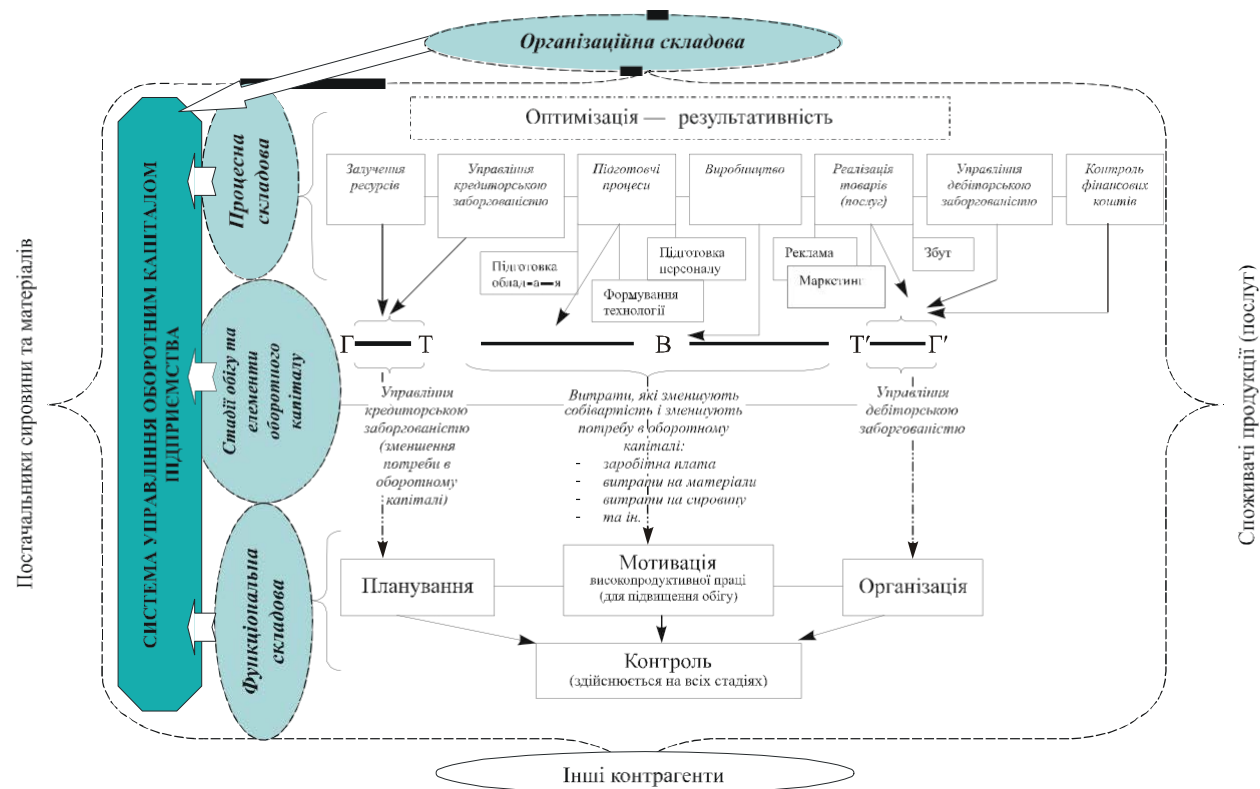 Організаційна складова
Оптимізація — результативність
Постачальники сировини та матеріалів
СИСТЕМА УПРАВЛІННЯ ОБОРОТНИМ КАПІТАЛОМ
ПІДПРИЄМСТВА
Процесна
складова
Залучення
ресурсів
Управління
кредиторською
заборгованістю
Підготовчі
процеси
Виробництво
Реалізація
товарів
(послуг)
Управління
дебіторською
заборгованістю
Контроль
фінансових
коштів
Підготовка
Підготовка
персоналу
Формування
технології
Реклама
Маркетинг
Збут
Стадії обігу та
елементи
оборотного
капіталу
Г Т В Т′ Г′
Управління
кредиторською
заборгованістю
(зменшення
потреби в
оборотному
капіталі)
Витрати, які зменшують
собівартість і зменшують
потребу в оборотному
капіталі:
- заробітна плата
- витрати на матеріали
- витрати на сировину
- та ін.
Управління
дебіторською
заборгованістю
Функціональна
складова
Планування
Мотивація
високопродуктивної праці
(для підвищення обігу)
Організація
Контроль
(здійснюється на всіх стадіях)
Споживачі продукції (послуг)
Інші контрагенти